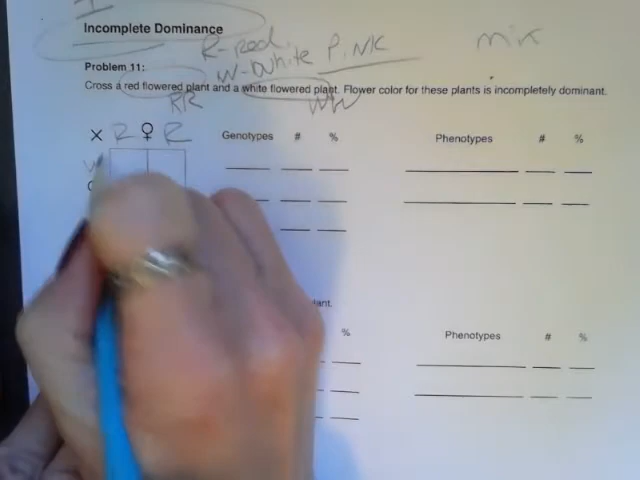 I
Incomplete Dominance
R-red
W-White PiNK mix
Problem 11:
Cross a red flowered plant and a white flowered plant. Flower color for these plants is incompletely dominant.
RR WW
X R ♀ R Genotypes # % Phenotypes # %
W
plant.
%
Phenotypes # %